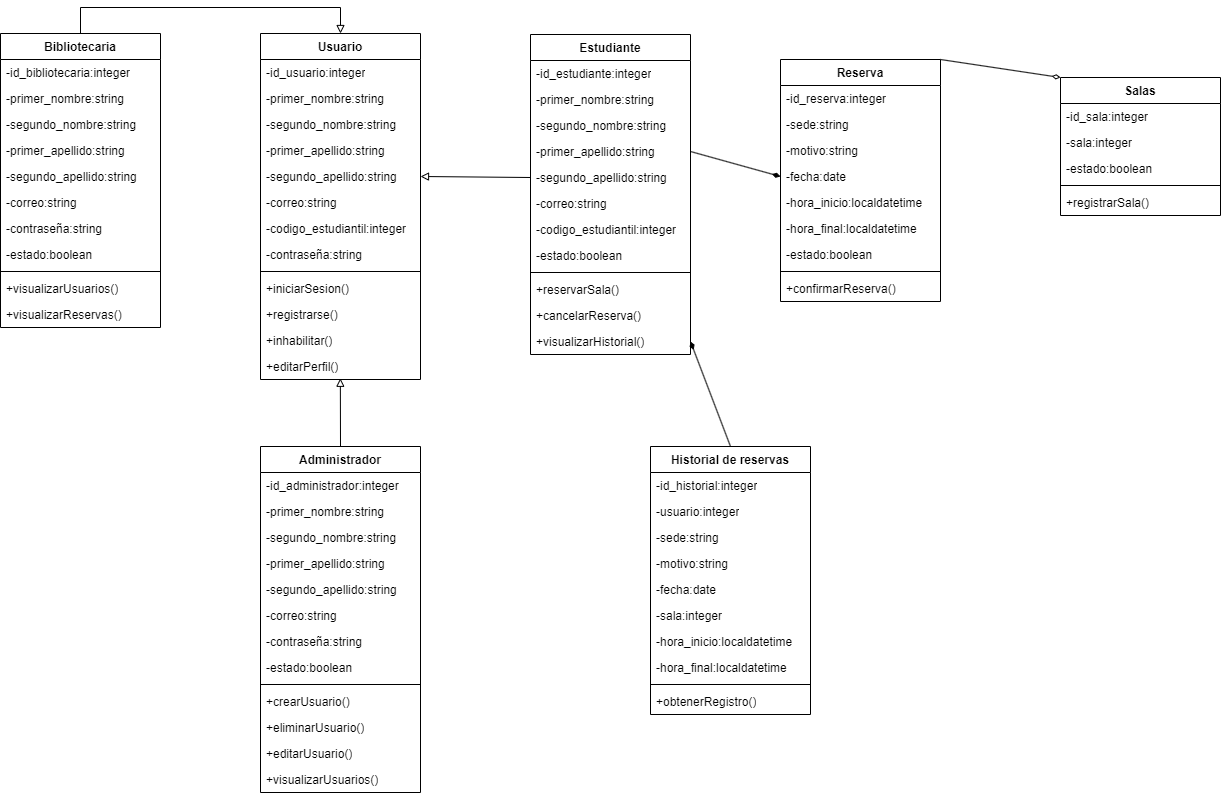 Bibliotecaria
-id_bibliotecaria:integer
-primer_nombre:string
-segundo_nombre:string
-primer_apellido:string
-segundo_apellido:string
-correo:string
-contraseña:string
-estado:boolean
+visualizarUsuarios()
+visualizarReservas()
Usuario
-id_usuario:integer
-primer_nombre:string
-segundo_nombre:string
-primer_apellido:string
-segundo_apellido:string
-correo:string
-codigo_estudiantil:integer
-contraseña:string
+iniciarSesion()
+registrarse()
+inhabilitar()
+editarPerfil()
Estudiante
-id_estudiante:integer
-primer_nombre:string
-segundo_nombre:string
-primer_apellido:string
-segundo_apellido:string
-correo:string
-codigo_estudiantil:integer
-estado:boolean
+reservarSala()
+cancelarReserva()
+visualizarHistorial()
Reserva
-id_reserva:integer
-sede:string
-motivo:string
-fecha:date
-hora_inicio:localdatetime
-hora_final:localdatetime
-estado:boolean
+confirmarReserva()
Salas
-id_sala:integer
-sala:integer
-estado:boolean
+registrarSala()
Administrador
-id_administrador:integer
-primer_nombre:string
-segundo_nombre:string
-primer_apellido:string
-segundo_apellido:string
-correo:string
-contraseña:string
-estado:boolean
+crearUsuario()
+eliminarUsuario()
+editarUsuario()
+visualizarUsuarios()
Historial de reservas
-id_historial:integer
-usuario:integer
-sede:string
-motivo:string
-fecha:date
-sala:integer
-hora_inicio:localdatetime
-hora_final:localdatetime
+obtenerRegistro()